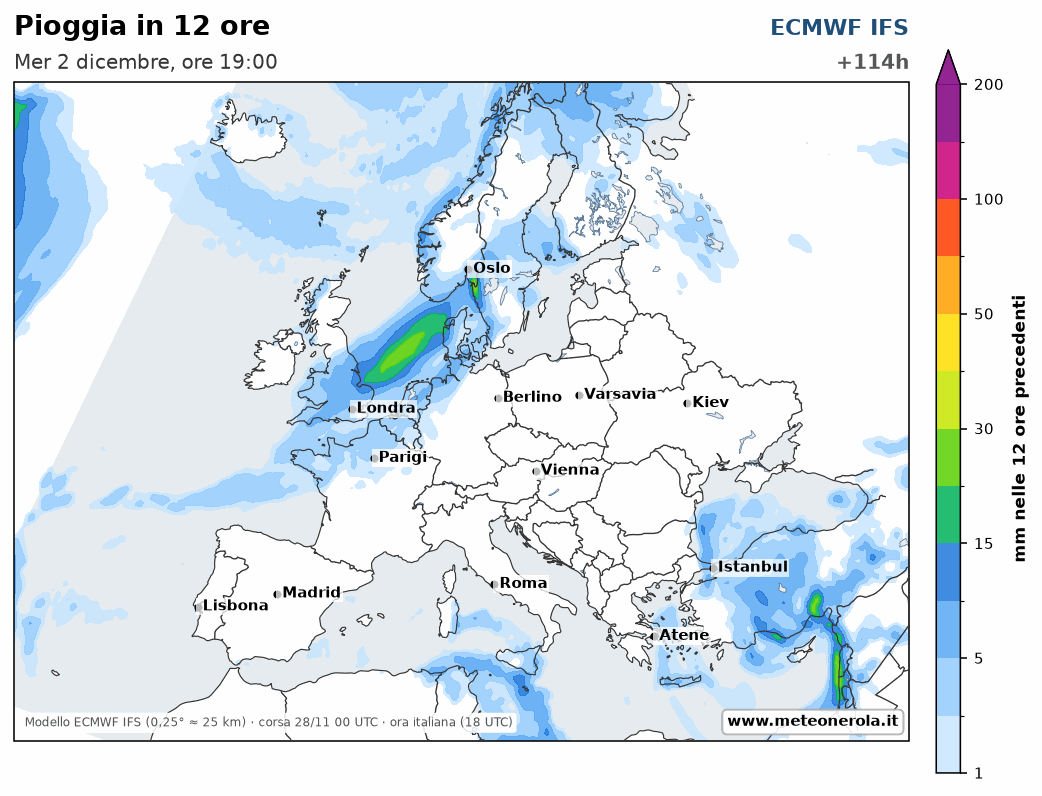 Pioggia in 12 ore
ECMWF IFS
Mer 2 dicembre, ore 19:00
+114h
200
100
50
30
15
5
1
mm nelle 12 ore precedenti
Oslo
Londra
Berlino
Varsavia
Kiev
Parigi
Vienna
Istanbul
Roma
Madrid
Lisbona
Atene
Modello ECMWF IFS (0,25° ≈ 25 km) · corsa 28/11 00 UTC · ora italiana (18 UTC)
www.meteonerola.it